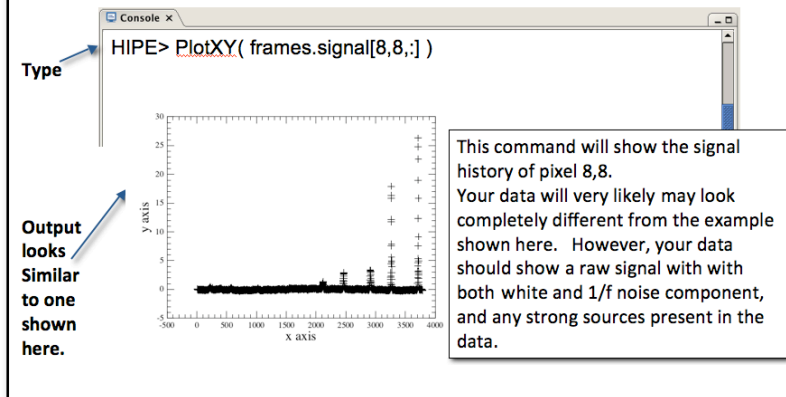 Console
HIPE> PlotXY( frames.signal[8,8,:] )
Type
30
25
20
15
10
5
0
-5
y axis
-500 0 500 1000 1500 2000 2500 3000 3500 4000
x axis
Output
looks
Similar
to one
shown
here.
This command will show the signal
history of pixel 8,8.
Your data will very likely may look
completely different from the example
shown here. However, your data
should show a raw signal with with
both white and 1/f noise component,
and any strong sources present in the
data.